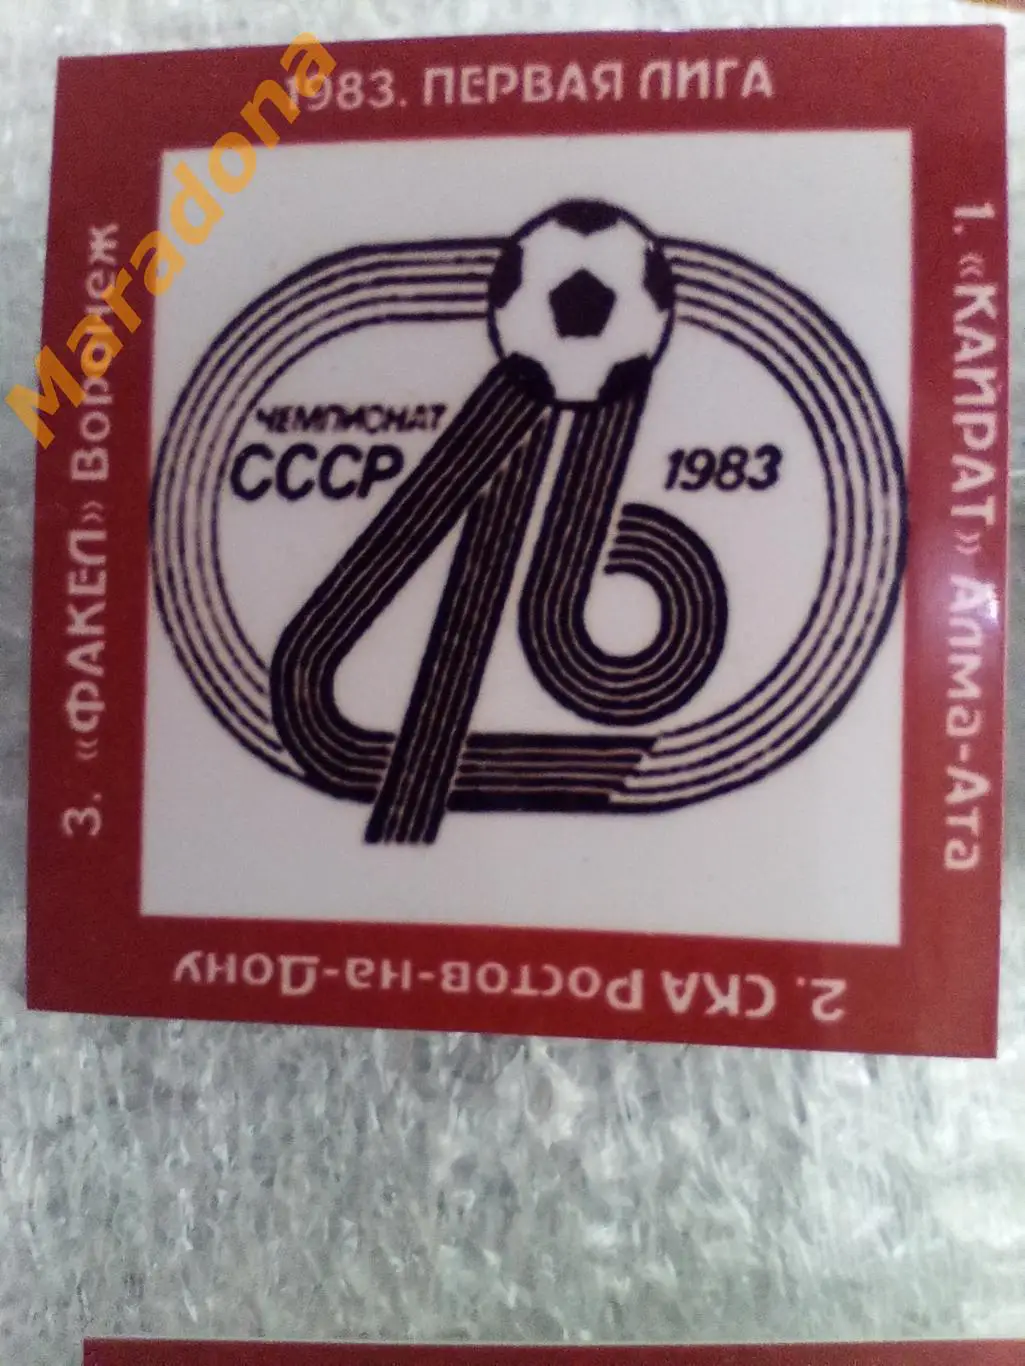 1983. ПЕРВАЯ ЛИГА
1. «КАЙРАТ» Алма-Ата
2. СКА Ростов-на-Дону
3. «ФАКЕЛ» Воронеж
ЧЕМПИОНАТ
СССР
1983
46
Maradona